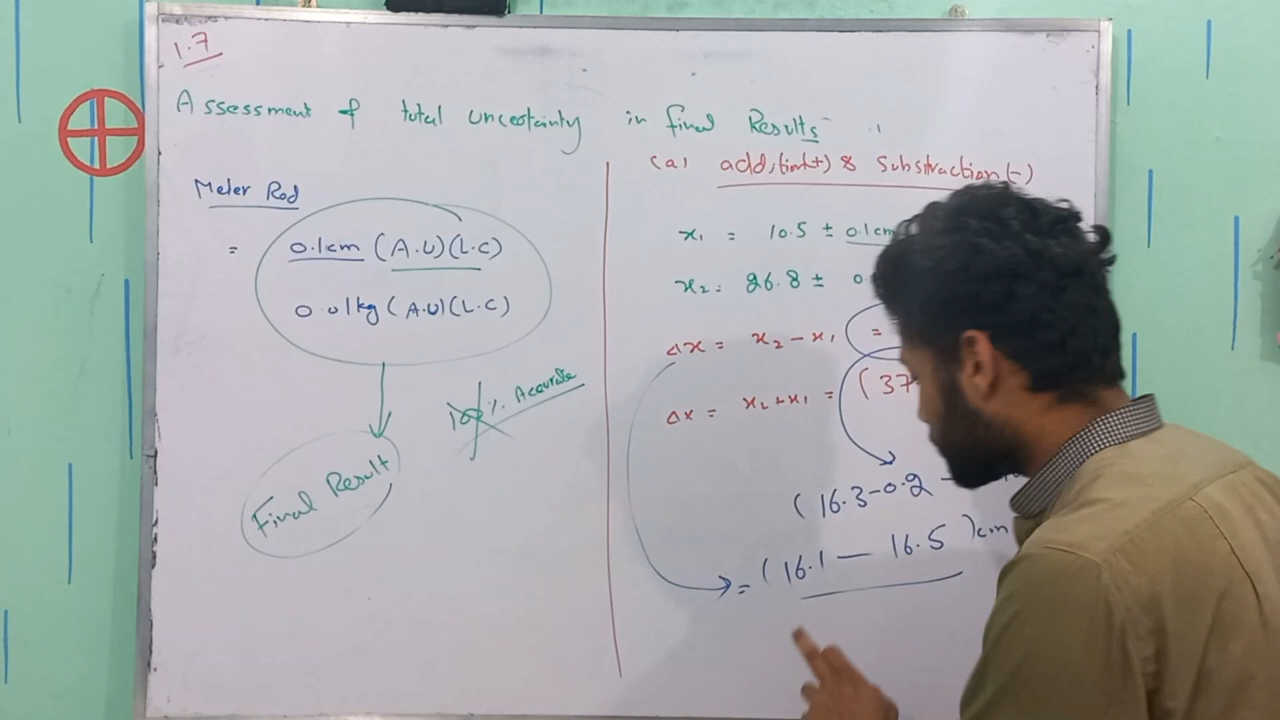 1.7
Assessment of total uncertainty in final Results
Meter Rod
= 0.1cm (A.U)(L.C)
0.01kg (A.U)(L.C)
100% Accurate
Final Result
(a) addition(+) & Substraction(-)
x₁ = 10.5 ± 0.1cm
x₂ = 26.8 ± 0
Δx = x₂ - x₁ =
Δx = x₂ + x₁ = (37
(16.3-0.2 -
= (16.1 — 16.5)cm